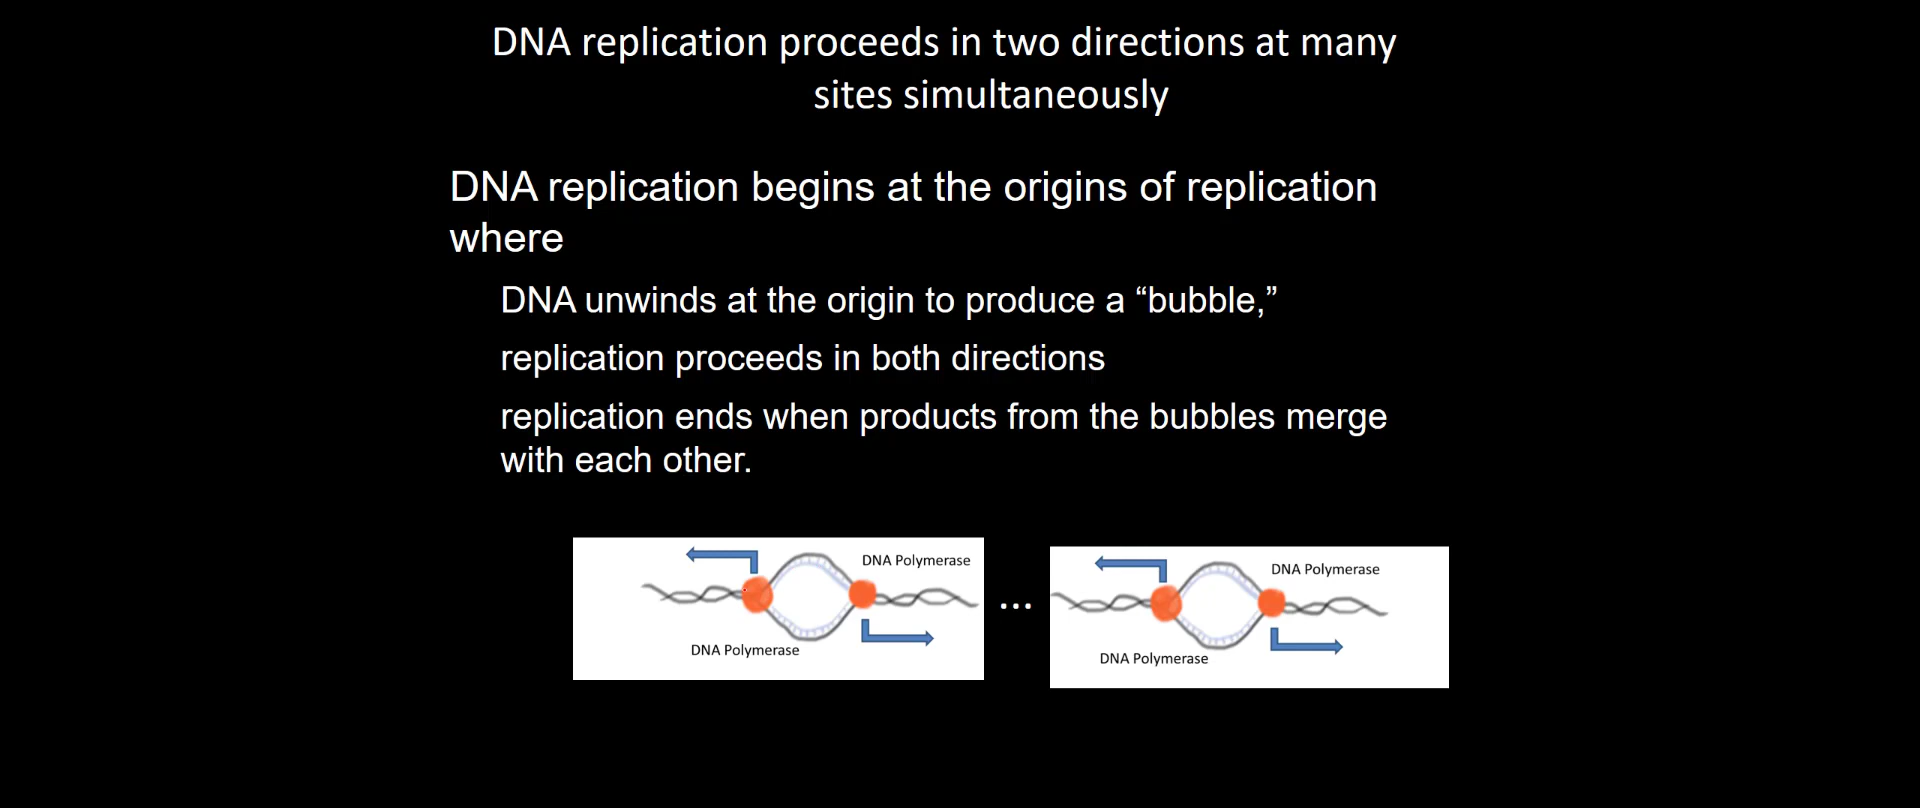 DNA replication proceeds in two directions at many
sites simultaneously
DNA replication begins at the origins of replication
where
DNA unwinds at the origin to produce a “bubble,”
replication proceeds in both directions
replication ends when products from the bubbles merge
with each other.
DNA Polymerase
DNA Polymerase
...
DNA Polymerase
DNA Polymerase